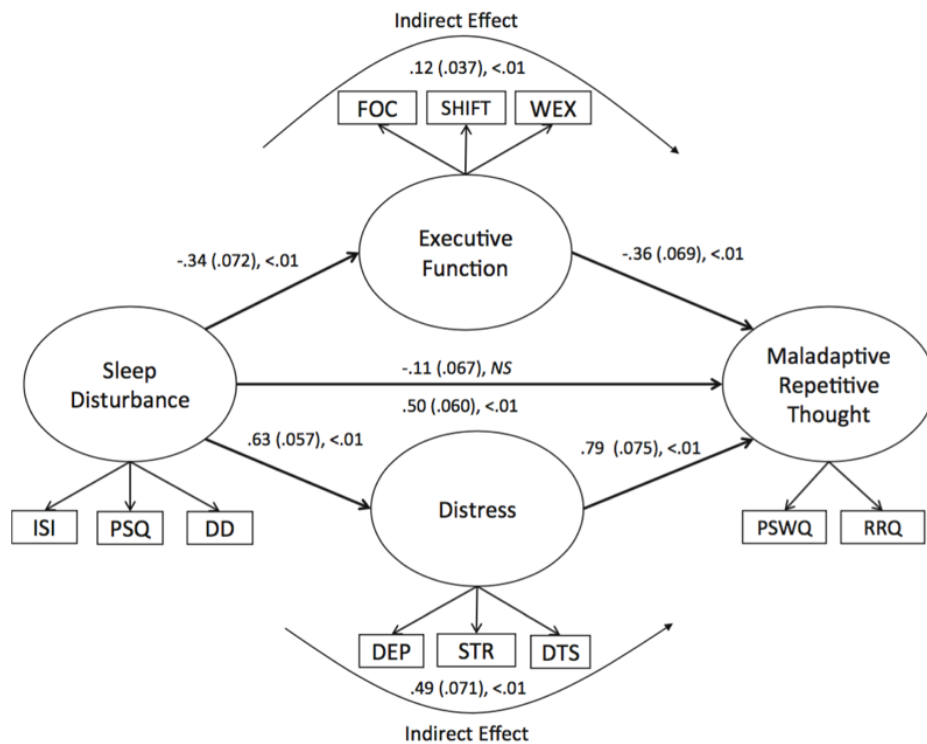 Indirect Effect
.12 (.037), <.01
FOC
SHIFT
WEX
Executive
Function
-.34 (.072), <.01
-.36 (.069), <.01
Sleep
Disturbance
-.11 (.067), NS
.50 (.060), <.01
Maladaptive
Repetitive
Thought
.63 (.057), <.01
.79 (.075), <.01
Distress
ISI
PSQ
DD
PSWQ
RRQ
DEP
STR
DTS
.49 (.071), <.01
Indirect Effect